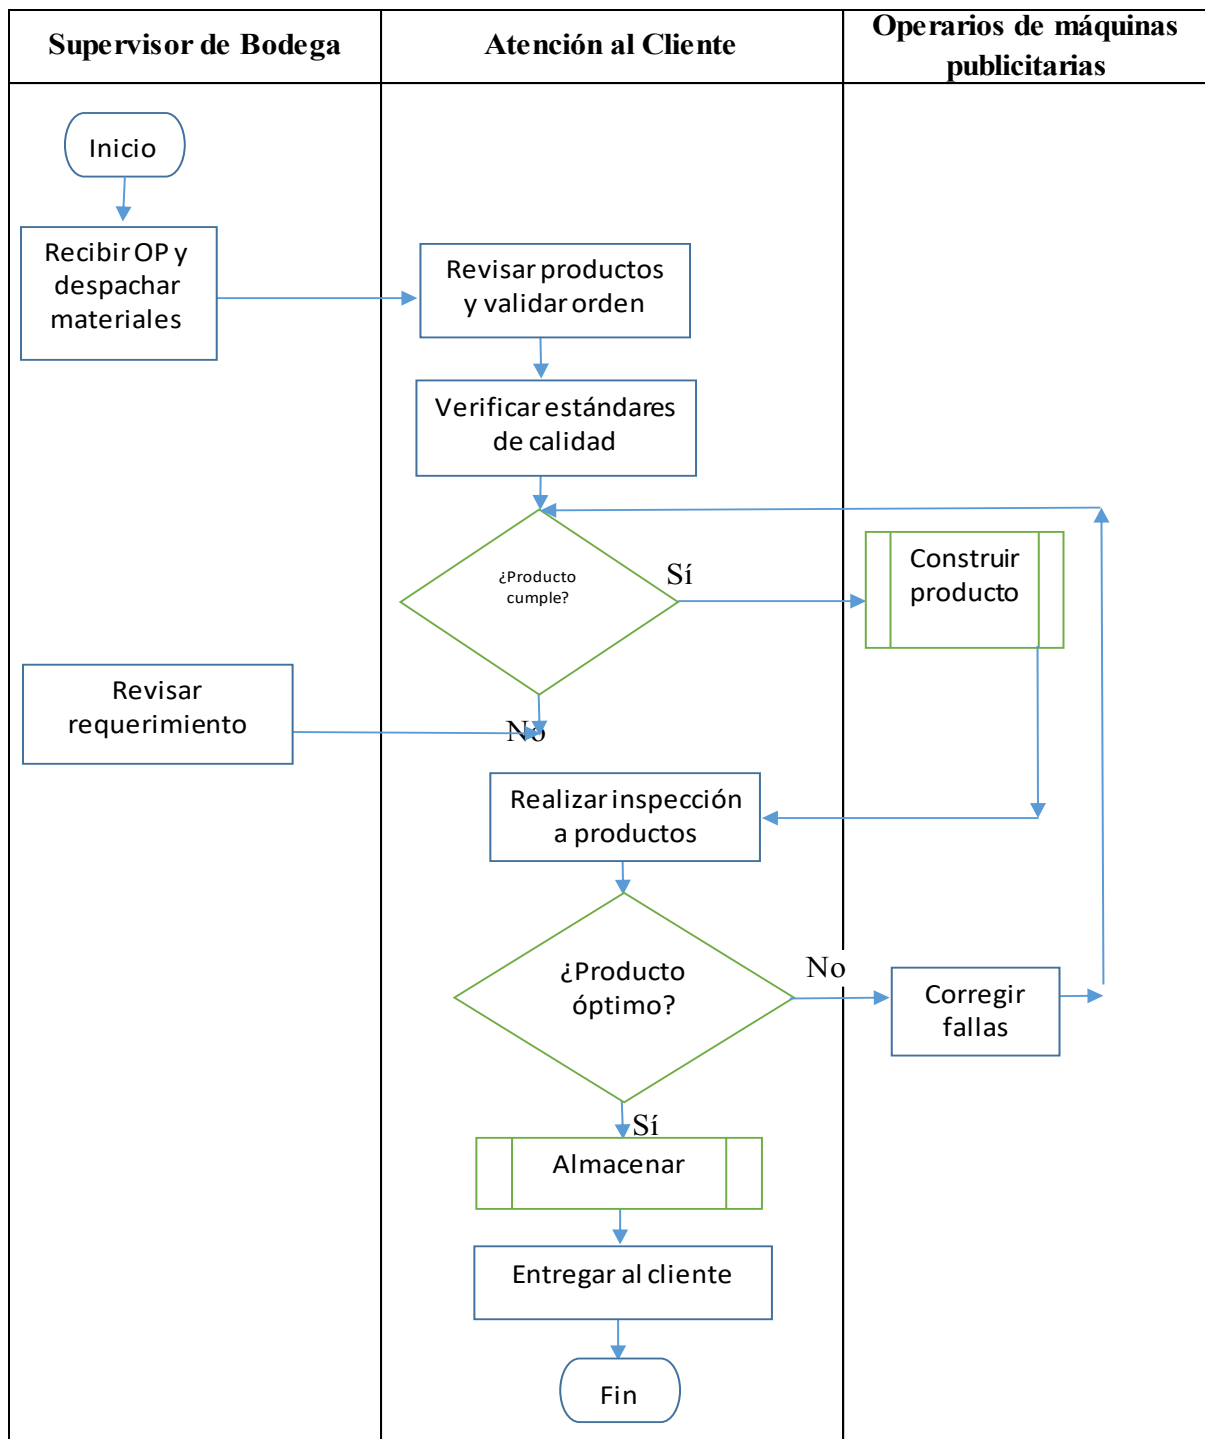 Supervisor de Bodega
Atención al Cliente
Operarios de máquinas
publicitarias
Inicio
Recibir OP y
despachar
materiales
Revisar productos
y validar orden
Verificar estándares
de calidad
¿Producto
cumple?
Sí
Construir
producto
Revisar
requerimiento
No
Realizar inspección
a productos
¿Producto
óptimo?
No
Corregir
fallas
Sí
Almacenar
Entregar al cliente
Fin